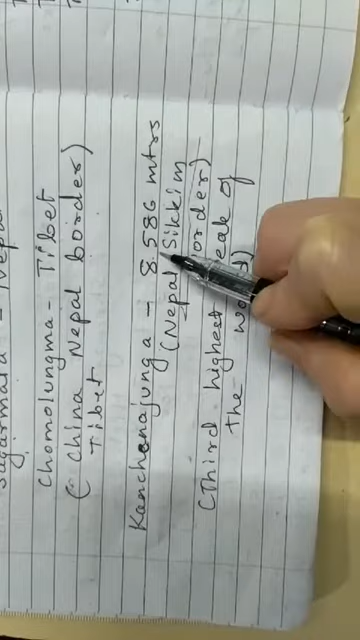 Sagarmatha - Nepal
Chomolungma - Tibet
( China Nepal border)
Tibet
Kanchenajunga - 8.586 mtrs
(Nepal Sikkim
border)
(Third highest peak of
the world)